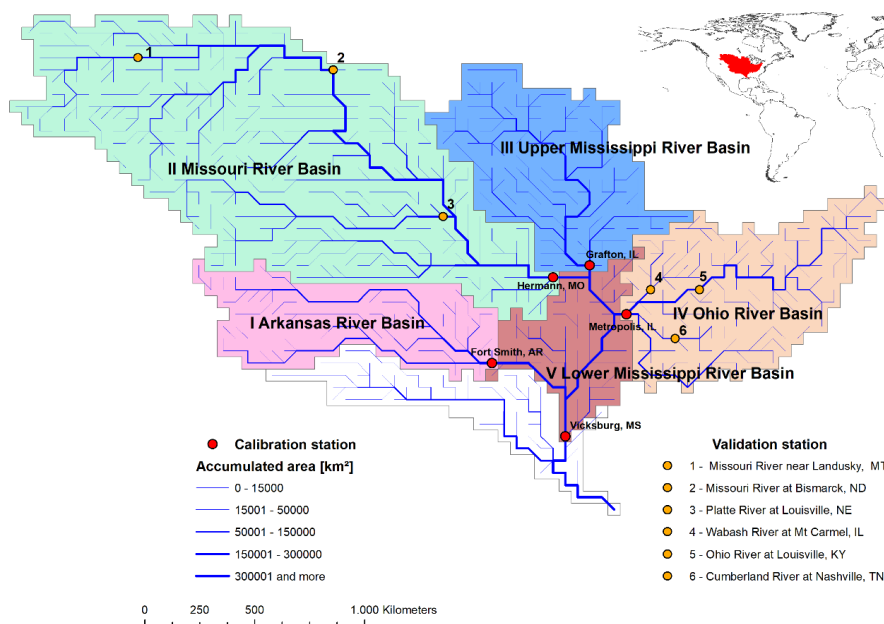 1
2
III Upper Mississippi River Basin
II Missouri River Basin
3
Grafton, IL
Hermann, MO
4
5
Metropolis, IL
IV Ohio River Basin
6
I Arkansas River Basin
Fort Smith, AR
V Lower Mississippi River Basin
Vicksburg, MS
Calibration station
Accumulated area [km²]
0 - 15000
15001 - 50000
50001 - 150000
150001 - 300000
300001 and more
Validation station
1 - Missouri River near Landusky, MT
2 - Missouri River at Bismarck, ND
3 - Platte River at Louisville, NE
4 - Wabash River at Mt Carmel, IL
5 - Ohio River at Louisville, KY
6 - Cumberland River at Nashville, TN
0 250 500 1.000 Kilometers